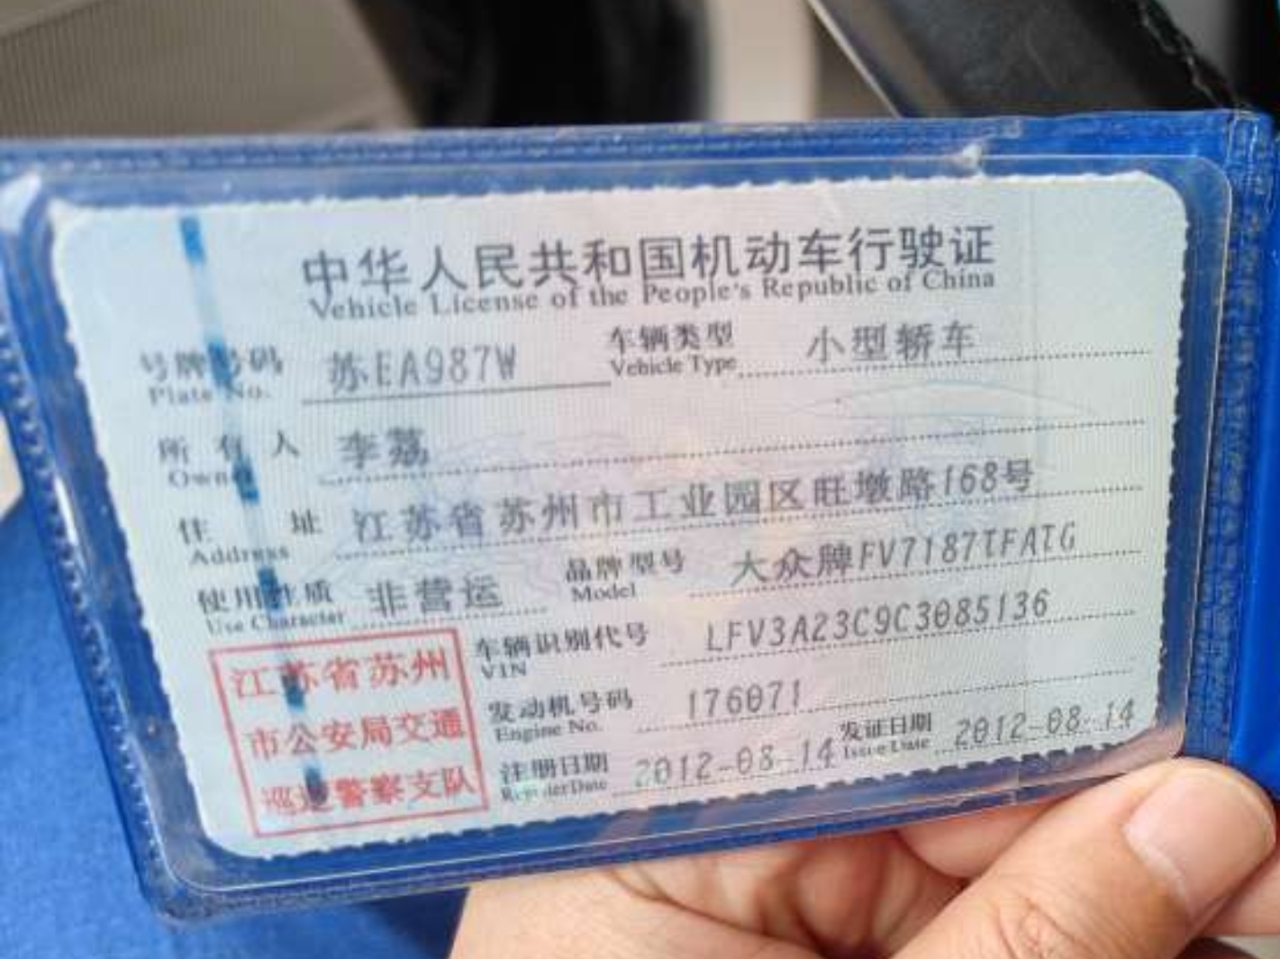 中华人民共和国机动车行驶证
Vehicle License of the People's Republic of China
号牌号码 苏EA987W 车辆类型 小型轿车
Plate No. Vehicle Type
所有人 李荔
Owner
住址 江苏省苏州市工业园区旺墩路168号
Address
使用性质 非营运 品牌型号 大众牌FV7187TFATG
Use Character Model
车辆识别代号 LFV3A23C9C3085136
VIN
发动机号码 176071
Engine No.
注册日期 2012-08-14 发证日期 2012-08-14
Register Date Issue Date
江苏省苏州
市公安局交通
巡逻警察支队